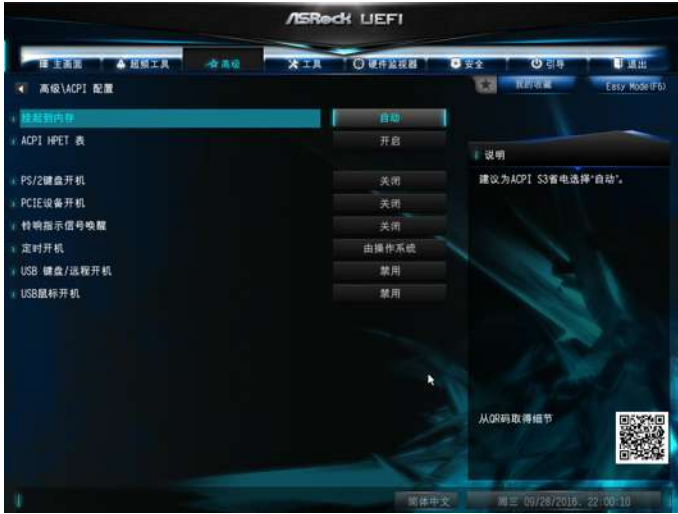 ASRock UEFI
主画面 超频工具 高级 工具 硬件监视器 安全 引导 退出
高级\ACPI 配置
我的收藏 Easy Mode(F6)
挂起到内存 自动
ACPI HPET 表 开启
PS/2键盘开机 关闭
PCIE设备开机 关闭
铃响指示信号唤醒 关闭
定时开机 由操作系统
USB 键盘/远程开机 禁用
USB鼠标开机 禁用
说明
建议为ACPI S3省电选择“自动”。
从QR码取得细节
简体中文 周三 09/28/2016. 22:00:10